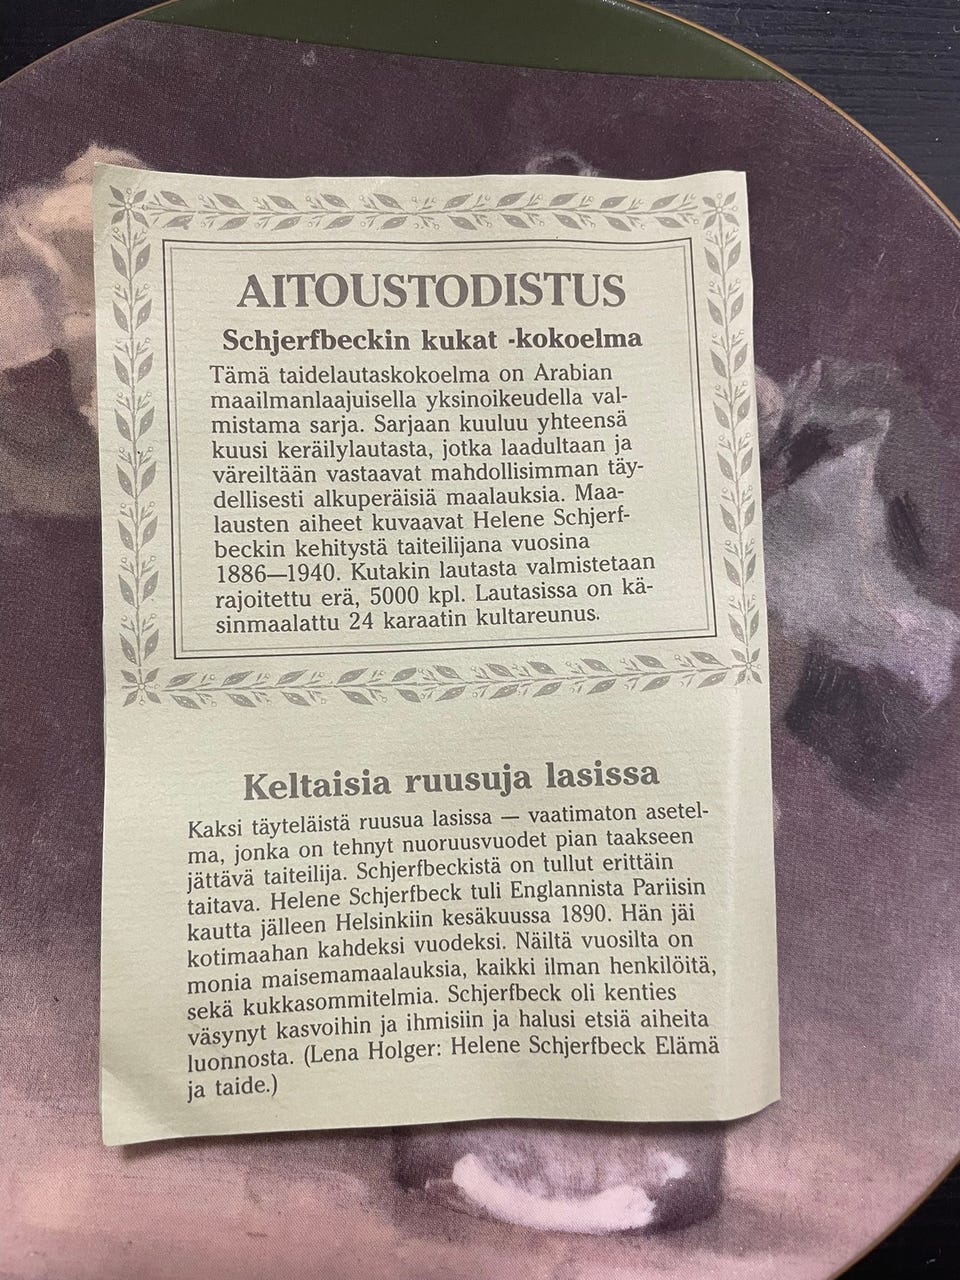 AITOUSTODISTUS
Schjerfbeckin kukat -kokoelma
Tämä taidelautaskokoelma on Arabian
maailmanlaajuisella yksinoikeudella val-
mistama sarja. Sarjaan kuuluu yhteensä
kuusi keräilylautasta, jotka laadultaan ja
väreiltään vastaavat mahdollisimman täy-
dellisesti alkuperäisiä maalauksia. Maa-
lausten aiheet kuvaavat Helene Schjerf-
beckin kehitystä taiteilijana vuosina
1886—1940. Kutakin lautasta valmistetaan
rajoitettu erä, 5000 kpl. Lautasissa on kä-
sinmaalattu 24 karaatin kultareunus.
Keltaisia ruusuja lasissa
Kaksi täyteläistä ruusua lasissa — vaatimaton asetel-
ma, jonka on tehnyt nuoruusvuodet pian taakseen
jättävä taiteilija. Schjerfbeckistä on tullut erittäin
taitava. Helene Schjerfbeck tuli Englannista Pariisin
kautta jälleen Helsinkiin kesäkuussa 1890. Hän jäi
kotimaahan kahdeksi vuodeksi. Näiltä vuosilta on
monia maisemamaalauksia, kaikki ilman henkilöitä,
sekä kukkasommitelmia. Schjerfbeck oli kenties
väsynyt kasvoihin ja ihmisiin ja halusi etsiä aiheita
luonnosta. (Lena Holger: Helene Schjerfbeck Elämä
ja taide.)